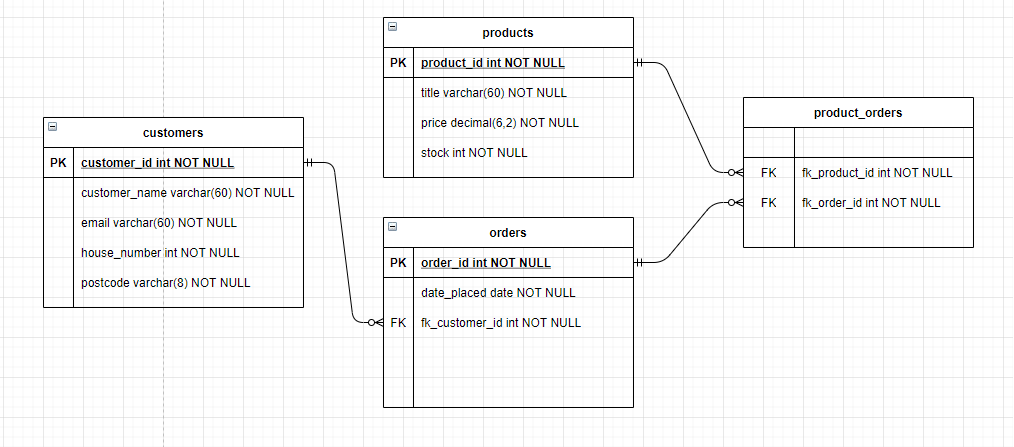 products
PK product_id int NOT NULL
title varchar(60) NOT NULL
price decimal(6,2) NOT NULL
stock int NOT NULL
customers
PK customer_id int NOT NULL
customer_name varchar(60) NOT NULL
email varchar(60) NOT NULL
house_number int NOT NULL
postcode varchar(8) NOT NULL
orders
PK order_id int NOT NULL
date_placed date NOT NULL
FK fk_customer_id int NOT NULL
product_orders
FK fk_product_id int NOT NULL
FK fk_order_id int NOT NULL